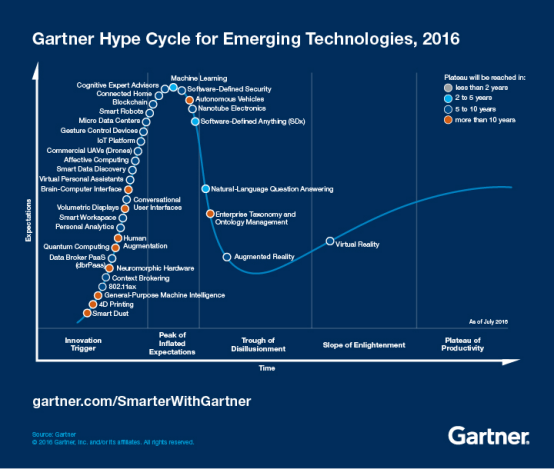 Gartner Hype Cycle for Emerging Technologies, 2016
Plateau will be reached in:
less than 2 years
2 to 5 years
5 to 10 years
more than 10 years
Expectations
Machine Learning
Cognitive Expert Advisors
Software-Defined Security
Connected Home
Autonomous Vehicles
Blockchain
Nanotube Electronics
Smart Robots
Micro Data Centers
Software-Defined Anything (SDx)
Gesture Control Devices
IoT Platform
Commercial UAVs (Drones)
Affective Computing
Smart Data Discovery
Virtual Personal Assistants
Brain-Computer Interface
Natural-Language Question Answering
Conversational
User Interfaces
Volumetric Displays
Smart Workspace
Enterprise Taxonomy and
Ontology Management
Personal Analytics
Human
Augmentation
Quantum Computing
Virtual Reality
Data Broker PaaS
(dbrPaas)
Augmented Reality
Neuromorphic Hardware
Context Brokering
802.11ax
General-Purpose Machine Intelligence
4D Printing
Smart Dust
As of July 2016
Innovation
Trigger
Peak of
Inflated
Expectations
Trough of
Disillusionment
Slope of Enlightenment
Plateau of
Productivity
Time
gartner.com/SmarterWithGartner
Source: Gartner
© 2016 Gartner, Inc. and/or its affiliates. All rights reserved.
Gartner.